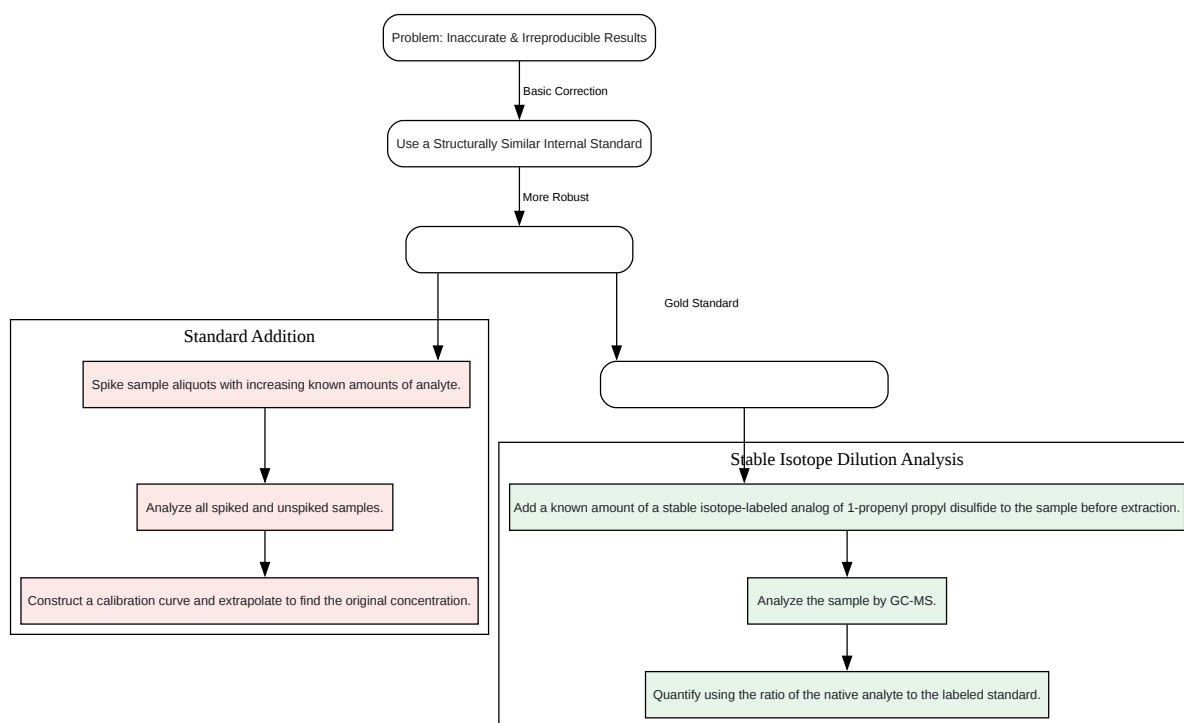 Problem: Inaccurate & Irreproducible Results
Basic Correction
Use a Structurally Similar Internal Standard
More Robust
Gold Standard
Standard Addition
Spike sample aliquots with increasing known amounts of analyte.
Analyze all spiked and unspiked samples.
Construct a calibration curve and extrapolate to find the original concentration.
Stable Isotope Dilution Analysis
Add a known amount of a stable isotope-labeled analog of 1-propenyl propyl disulfide to the sample before extraction.
Analyze the sample by GC-MS.
Quantify using the ratio of the native analyte to the labeled standard.